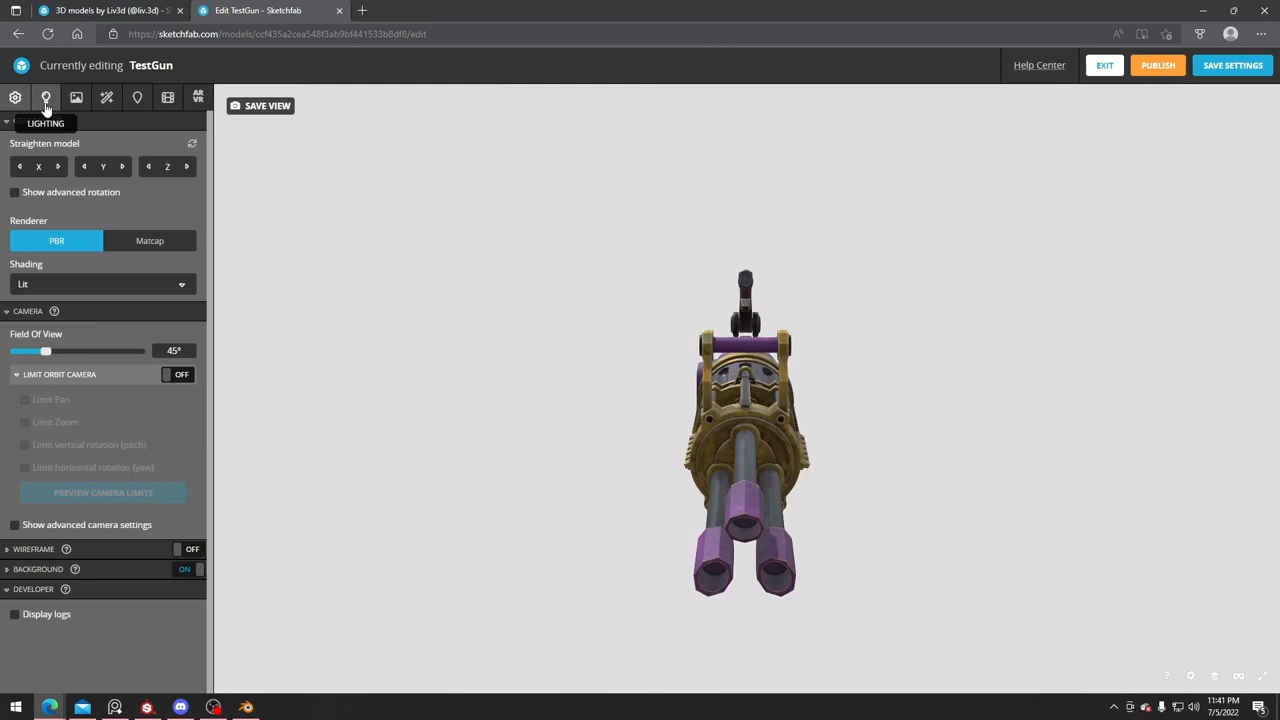 3D models by Liv3d (@liv.3d) - S
Edit TestGun - Sketchfab
https://sketchfab.com/models/ccf435a2cea548f3ab9bf441533b8df8/edit
Currently editing TestGun
Help Center
EXIT
PUBLISH
SAVE SETTINGS
AR
VR
SAVE VIEW
LIGHTING
Straighten model
X
Y
Z
Show advanced rotation
Renderer
PBR
Matcap
Shading
Lit
CAMERA
Field Of View
45°
LIMIT ORBIT CAMERA
OFF
Limit Pan
Limit Zoom
Limit vertical rotation (pitch)
Limit horizontal rotation (yaw)
PREVIEW CAMERA LIMITS
Show advanced camera settings
WIREFRAME
OFF
BACKGROUND
ON
DEVELOPER
Display logs
11:41 PM
7/5/2022